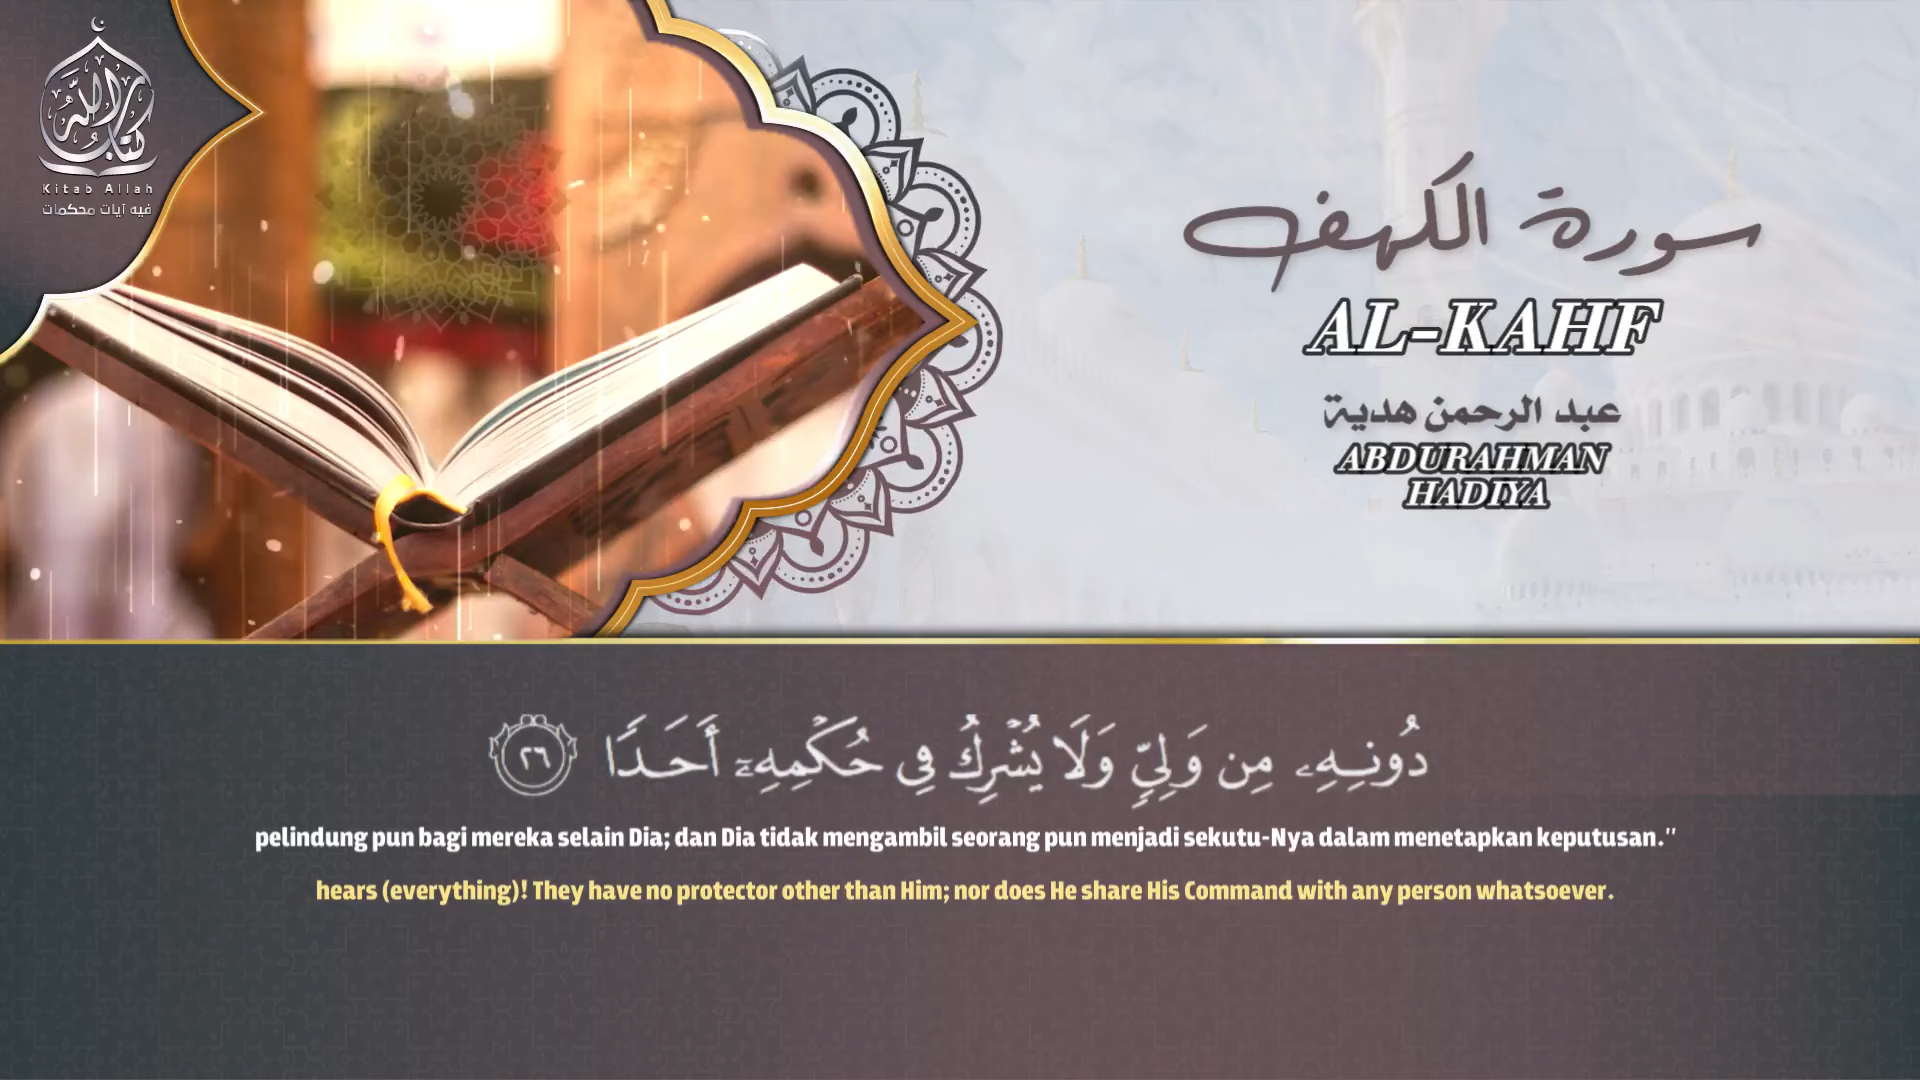 كتاب الله
Kitab Allah
فيه آيات محكمات
سورة الكهف
AL-KAHF
عبد الرحمن هدية
ABDURAHMAN
HADIYA
دُونِهِۦ مِن وَلِيٍّ وَلَا يُشْرِكُ فِى حُكْمِهِۦٓ أَحَدًا ٢٦
pelindung pun bagi mereka selain Dia; dan Dia tidak mengambil seorang pun menjadi sekutu-Nya dalam menetapkan keputusan."
hears (everything)! They have no protector other than Him; nor does He share His Command with any person whatsoever.